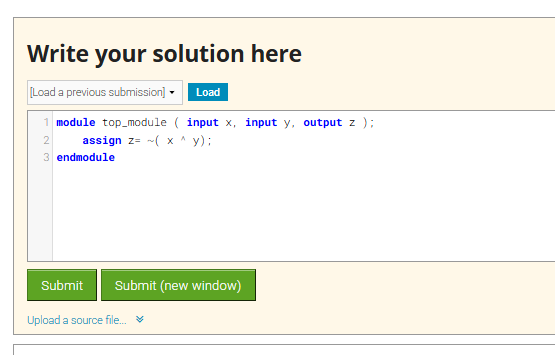 Write your solution here
[Load a previous submission] Load
1 module top_module ( input x, input y, output z );
2 assign z= ~( x ^ y);
3 endmodule
Submit Submit (new window)
Upload a source file...